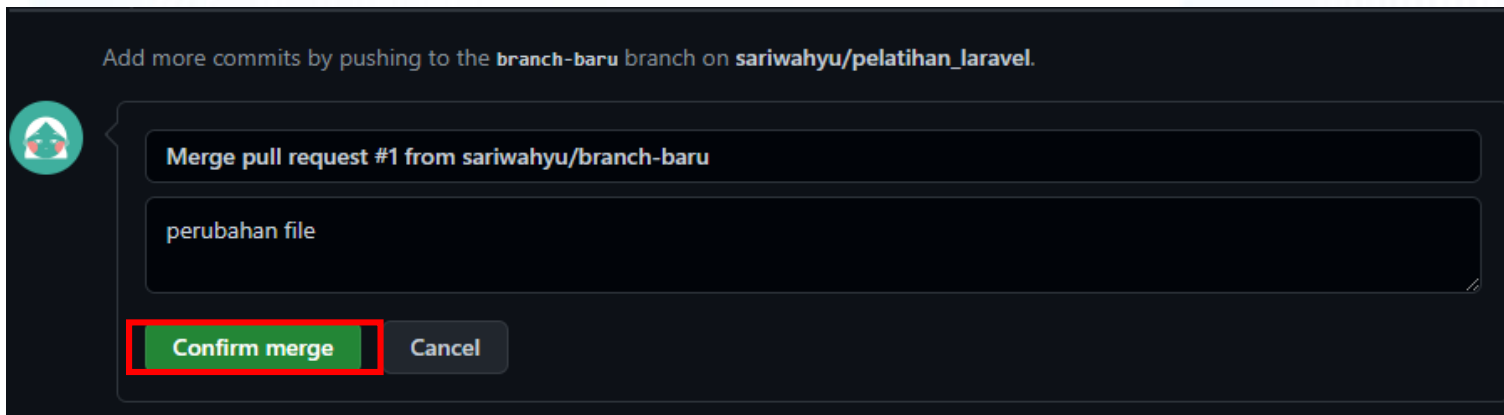 Add more commits by pushing to the branch-baru branch on sariwahyu/pelatihan_laravel.
Merge pull request #1 from sariwahyu/branch-baru
perubahan file
Confirm merge Cancel